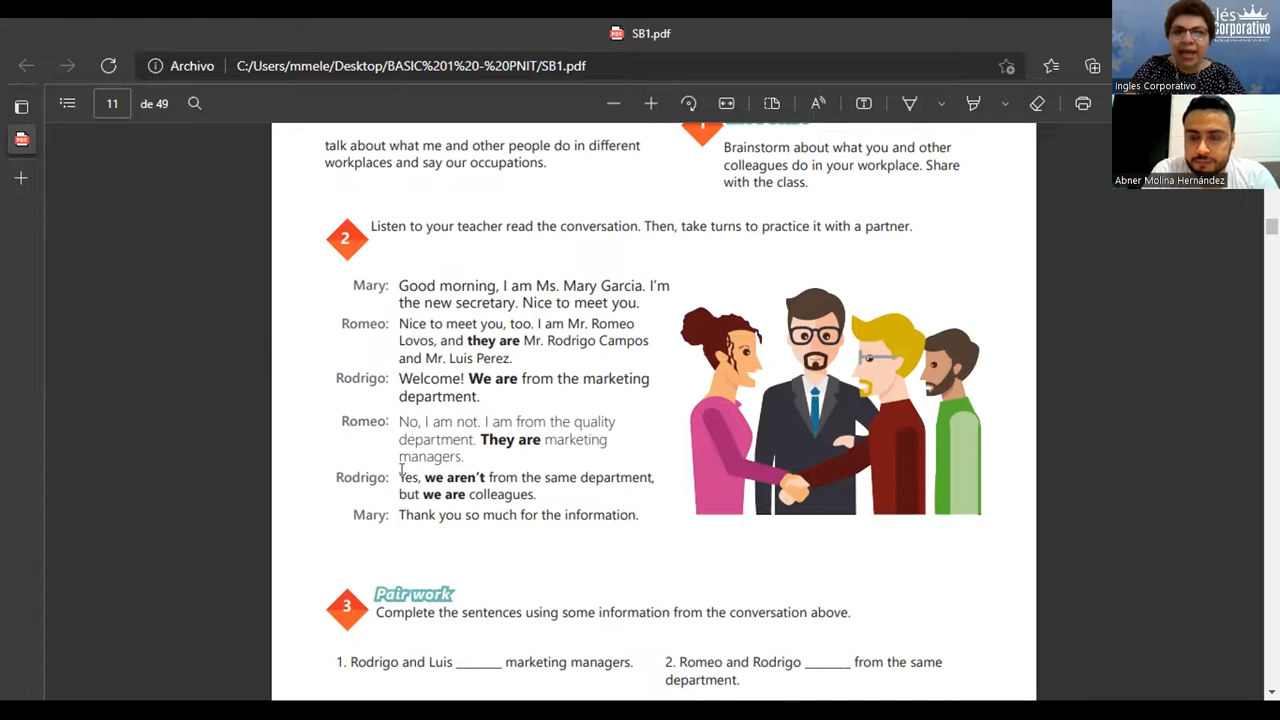 SB1.pdf
lés
Corporativo
Archivo C:/Users/mmele/Desktop/BASIC%201%20-%20PNIT/SB1.pdf
Ingles Corporativo
11 de 49
Abner Molina Hernández
talk about what me and other people do in different
workplaces and say our occupations.
Brainstorm about what you and other
colleagues do in your workplace. Share
with the class.
2 Listen to your teacher read the conversation. Then, take turns to practice it with a partner.
Mary: Good morning, I am Ms. Mary Garcia. I'm
the new secretary. Nice to meet you.
Romeo: Nice to meet you, too. I am Mr. Romeo
Lovos, and they are Mr. Rodrigo Campos
and Mr. Luis Perez.
Rodrigo: Welcome! We are from the marketing
department.
Romeo: No, I am not. I am from the quality
department. They are marketing
managers.
Rodrigo: Yes, we aren't from the same department,
but we are colleagues.
Mary: Thank you so much for the information.
3 Pair work
Complete the sentences using some information from the conversation above.
1. Rodrigo and Luis _______ marketing managers.
2. Romeo and Rodrigo _______ from the same
department.